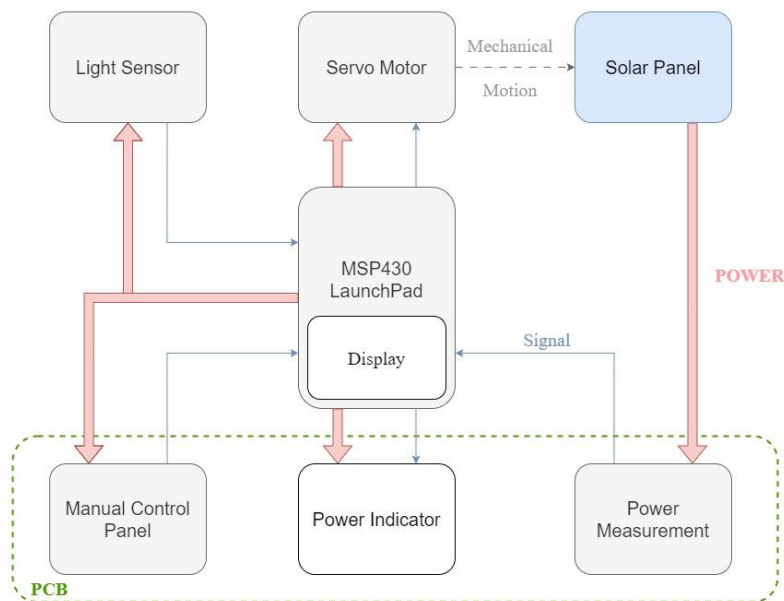 Light Sensor
Servo Motor
Mechanical
Motion
Solar Panel
MSP430
LaunchPad
POWER
Display
Signal
Manual Control
Panel
Power Indicator
Power
Measurement
PCB